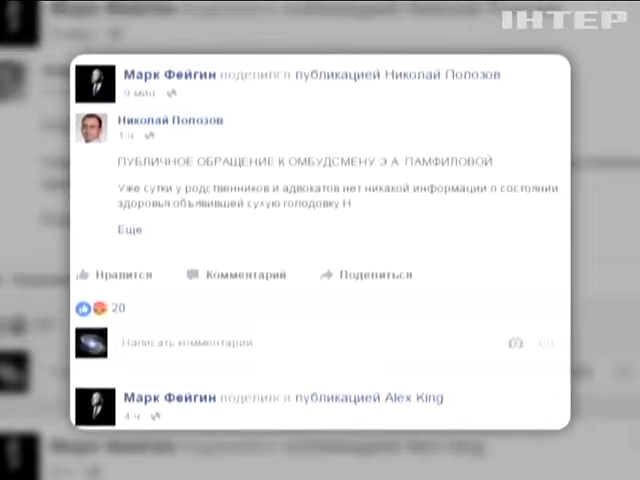 ІНТЕР
Марк Фейгин поделился публикацией Николай Полозов
9 мин
Николай Полозов
1 ч
ПУБЛИЧНОЕ ОБРАЩЕНИЕ К ОМБУДСМЕНУ Э А ПАМФИЛОВОЙ
Уже сутки у родственников и адвокатов нет никакой информации о состоянии
здоровья объявившей сухую голодовку Н
Еще
Нравится Комментарий Поделиться
20
Написать комментарий
Марк Фейгин поделился публикацией Alex King
4 ч